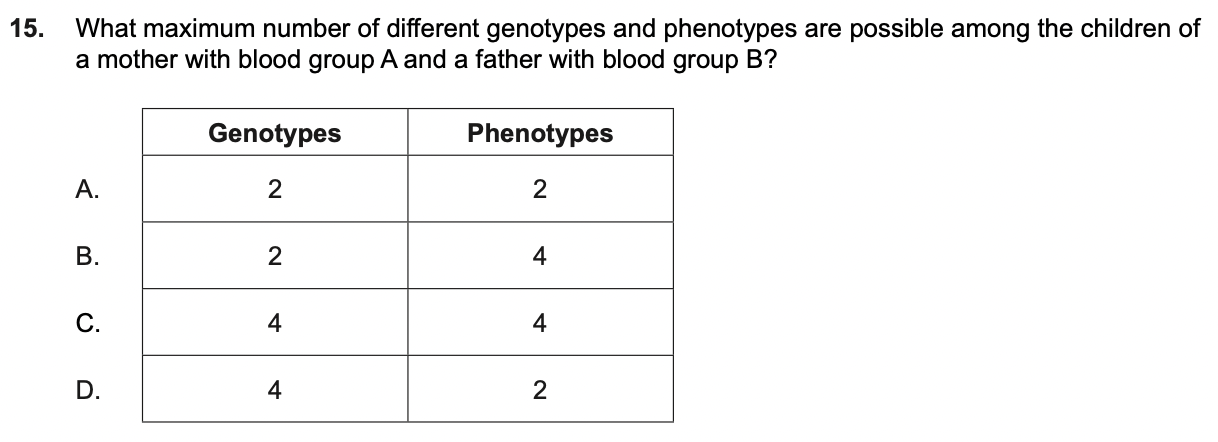 15. What maximum number of different genotypes and phenotypes are possible among the children of
a mother with blood group A and a father with blood group B?
Genotypes Phenotypes
A. 2 2
B. 2 4
C. 4 4
D. 4 2